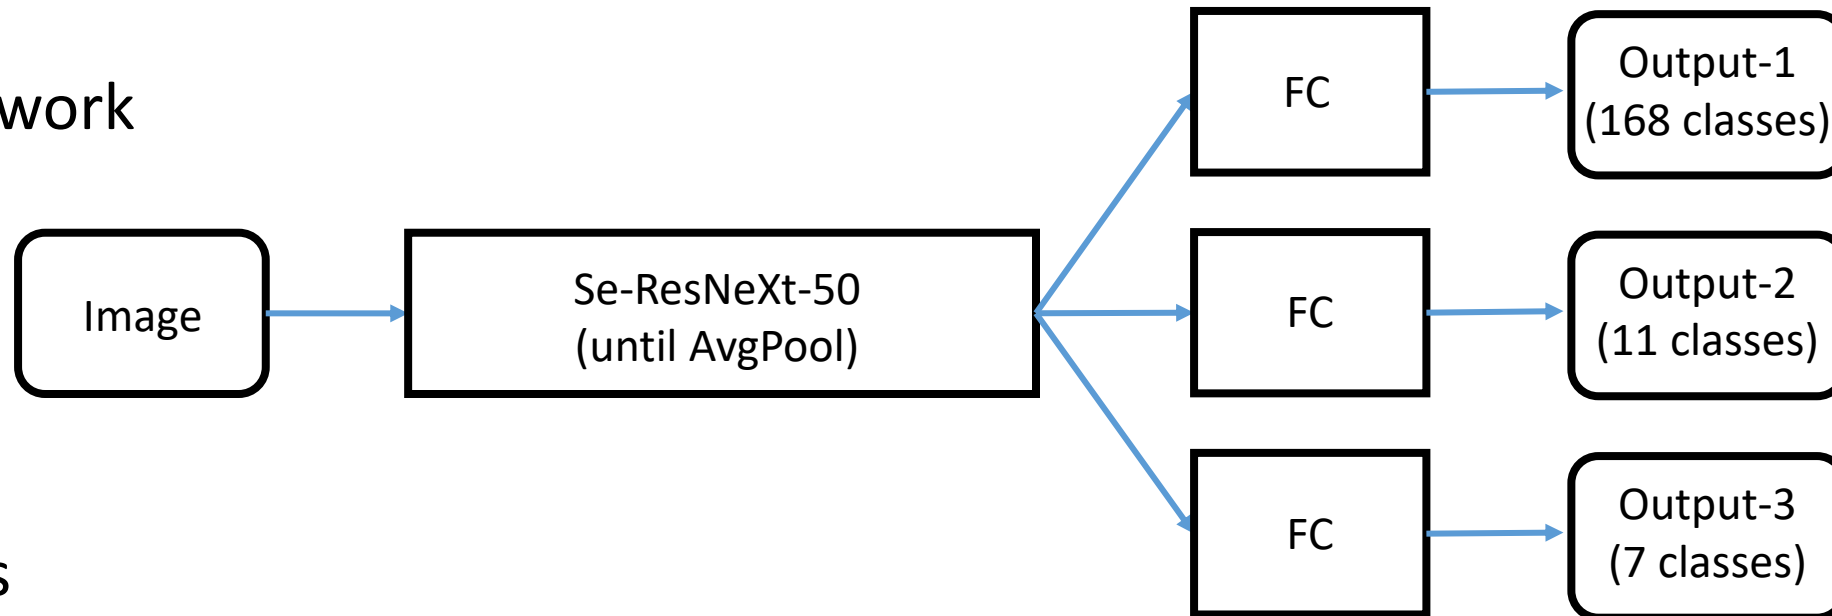 work
Image
Se-ResNeXt-50
(until AvgPool)
FC
Output-1
(168 classes)
FC
Output-2
(11 classes)
FC
Output-3
(7 classes)
s